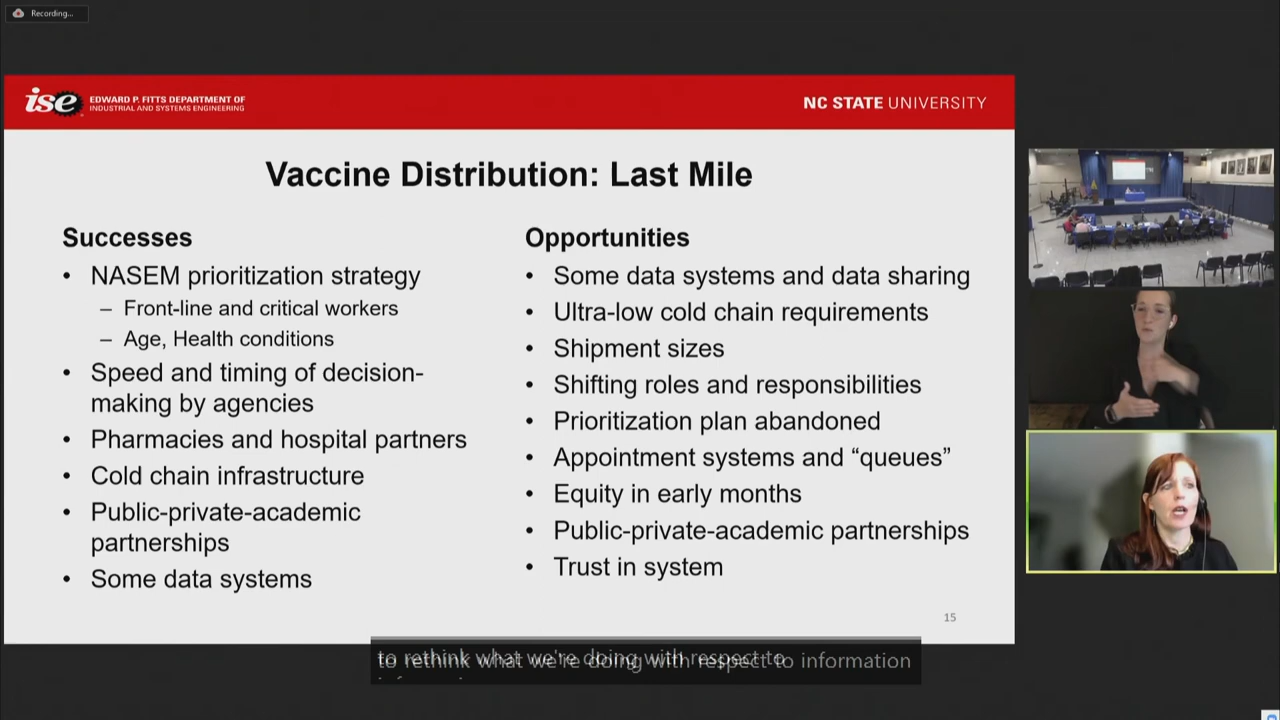 Recording...
ise EDWARD P. FITTS DEPARTMENT OF
INDUSTRIAL AND SYSTEMS ENGINEERING
NC STATE UNIVERSITY
Vaccine Distribution: Last Mile
Successes
• NASEM prioritization strategy
– Front-line and critical workers
– Age, Health conditions
• Speed and timing of decision-
making by agencies
• Pharmacies and hospital partners
• Cold chain infrastructure
• Public-private-academic
partnerships
• Some data systems
Opportunities
• Some data systems and data sharing
• Ultra-low cold chain requirements
• Shipment sizes
• Shifting roles and responsibilities
• Prioritization plan abandoned
• Appointment systems and “queues”
• Equity in early months
• Public-private-academic partnerships
• Trust in system
15
to rethink what we're doing with respect to information